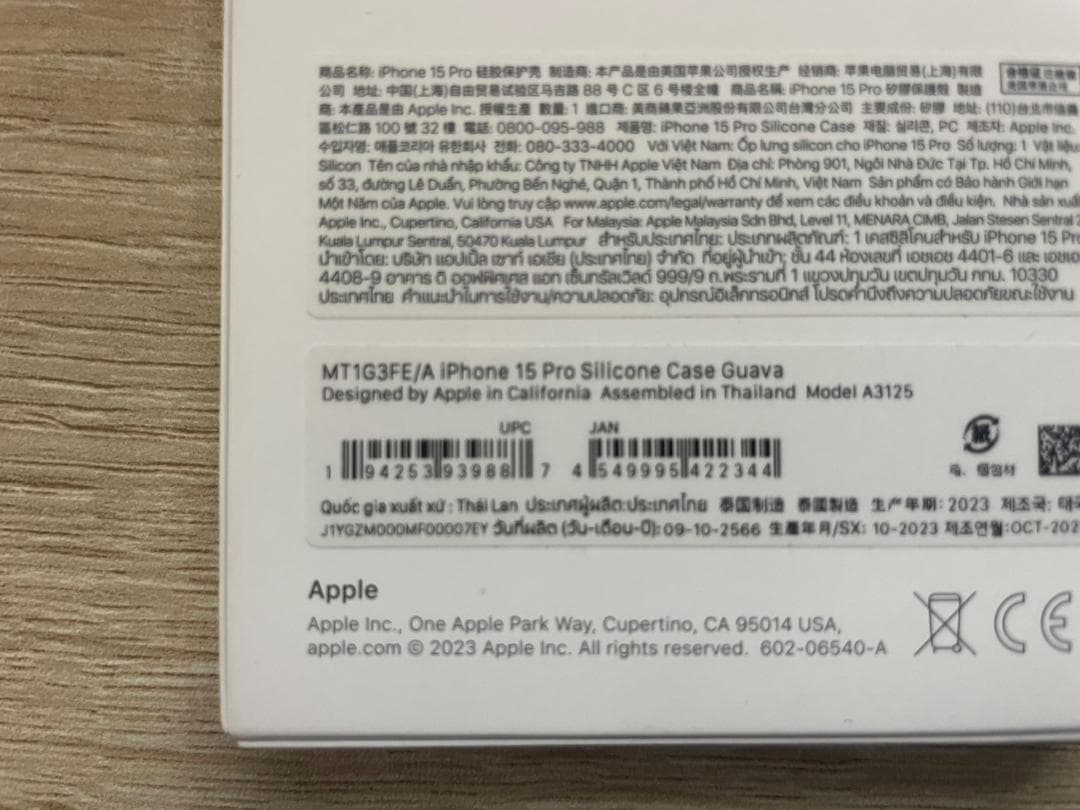 商品名称: iPhone 15 Pro 硅胶保护壳 制造商: 本产品是由美国苹果公司授权生产 经销商: 苹果电脑贸易(上海)有限
公司 地址: 中国(上海)自由贸易试验区马吉路 88 号 C 区 6 号楼全幢 商品名稱: iPhone 15 Pro 矽膠保護殼 製造
商: 本產品是由 Apple Inc. 授權生產 數量: 1 進口商: 美商蘋果亞洲股份有限公司台灣分公司 主要成份: 矽膠 地址: (110)台北市信義
區松仁路 100 號 32 樓 電話: 0800-095-988 제품명: iPhone 15 Pro Silicone Case 재질: 실리콘, PC 제조자: Apple Inc.
수입자명: 애플코리아 유한회사 전화: 080-333-4000 Với Việt Nam: Ốp lưng silicon cho iPhone 15 Pro Số lượng: 1 Vật liệu:
Silicon Tên của nhà nhập khẩu: Công ty TNHH Apple Việt Nam Địa chỉ: Phòng 901, Ngôi Nhà Đức Tại Tp. Hồ Chí Minh,
số 33, đường Lê Duẩn, Phường Bến Nghé, Quận 1, Thành phố Hồ Chí Minh, Việt Nam Sản phẩm có Bảo hành Giới hạn
Một Năm của Apple. Vui lòng truy cập www.apple.com/legal/warranty để xem các điều khoản và điều kiện. Nhà sản xuất
Apple Inc., Cupertino, California USA For Malaysia: Apple Malaysia Sdn Bhd, Level 11, MENARA CIMB, Jalan Stesen Sentral 2
Kuala Lumpur Sentral, 50470 Kuala Lumpur สำหรับประเทศไทย: ประเภทผลิตภัณฑ์: 1 เคสซิลิโคนสำหรับ iPhone 15 Pro
นำเข้าโดย: บริษัท แอปเปิ้ล เซาท์ เอเชีย (ประเทศไทย) จำกัด ที่อยู่ผู้นำเข้า: ชั้น 44 ห้องเลขที่ เอชเอช 4401-6 และ เอชเอช
4408-9 อาคาร ดิ ออฟฟิศเศส แอท เซ็นทรัลเวิลด์ 999/9 ถ.พระรามที่ 1 แขวงปทุมวัน เขตปทุมวัน กทม. 10330
ประเทศไทย คำแนะนำในการใช้งาน/ความปลอดภัย: อุปกรณ์อิเล็กทรอนิกส์ โปรดคำนึงถึงความปลอดภัยขณะใช้งาน
MT1G3FE/A iPhone 15 Pro Silicone Case Guava
Designed by Apple in California Assembled in Thailand Model A3125
UPC JAN
1 94253 93988 7 4 549995 422344
紙
箱、個包材
Quốc gia xuất xứ : Thái Lan ประเทศผู้ผลิต:ประเทศไทย 泰国制造 泰國製造 生产年期: 2023 제조국: 태국
J1YGZM000MF00007EY วันที่ผลิต (วัน-เดือน-ปี): 09-10-2566 生產年月/SX: 10-2023 제조연월:OCT-202
Apple
Apple Inc., One Apple Park Way, Cupertino, CA 95014 USA,
apple.com © 2023 Apple Inc. All rights reserved. 602-06540-A
CE